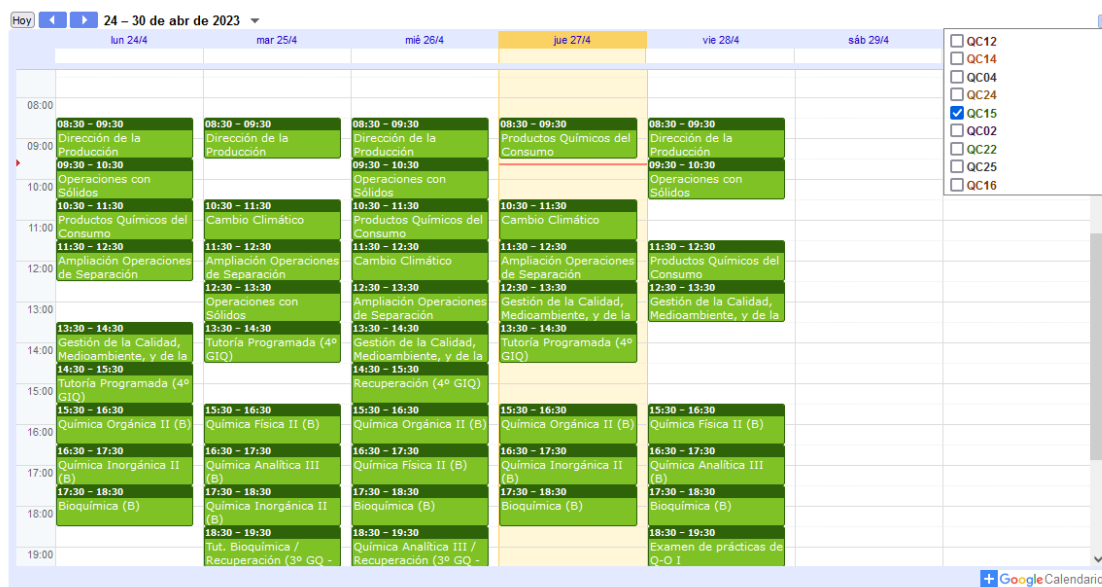 Hoy 24 – 30 de abr de 2023
lun 24/4 mar 25/4 mié 26/4 jue 27/4 vie 28/4 sáb 29/4
08:00
09:00
10:00
11:00
12:00
13:00
14:00
15:00
16:00
17:00
18:00
19:00
08:30 – 09:30
Dirección de la
Producción
09:30 – 10:30
Operaciones con
Sólidos
10:30 – 11:30
Productos Químicos del
Consumo
11:30 – 12:30
Ampliación Operaciones
de Separación
13:30 – 14:30
Gestión de la Calidad,
Medioambiente, y de la
14:30 – 15:30
Tutoría Programada (4º
GIQ)
15:30 – 16:30
Química Orgánica II (B)
16:30 – 17:30
Química Inorgánica II
(B)
17:30 – 18:30
Bioquímica (B)
08:30 – 09:30
Dirección de la
Producción
10:30 – 11:30
Cambio Climático
11:30 – 12:30
Ampliación Operaciones
de Separación
12:30 – 13:30
Operaciones con
Sólidos
13:30 – 14:30
Tutoría Programada (4º
GIQ)
15:30 – 16:30
Química Física II (B)
16:30 – 17:30
Química Analítica III
(B)
17:30 – 18:30
Química Inorgánica II
(B)
18:30 – 19:30
Tut. Bioquímica /
Recuperación (3º GQ -
08:30 – 09:30
Dirección de la
Producción
09:30 – 10:30
Operaciones con
Sólidos
10:30 – 11:30
Productos Químicos del
Consumo
11:30 – 12:30
Cambio Climático
12:30 – 13:30
Ampliación Operaciones
de Separación
13:30 – 14:30
Gestión de la Calidad,
Medioambiente, y de la
14:30 – 15:30
Recuperación (4º GIQ)
15:30 – 16:30
Química Orgánica II (B)
16:30 – 17:30
Química Física II (B)
17:30 – 18:30
Bioquímica (B)
18:30 – 19:30
Química Analítica III /
Recuperación (3º GQ -
08:30 – 09:30
Productos Químicos del
Consumo
10:30 – 11:30
Cambio Climático
11:30 – 12:30
Ampliación Operaciones
de Separación
12:30 – 13:30
Gestión de la Calidad,
Medioambiente, y de la
13:30 – 14:30
Tutoría Programada (4º
GIQ)
15:30 – 16:30
Química Orgánica II (B)
16:30 – 17:30
Química Inorgánica II
(B)
17:30 – 18:30
Bioquímica (B)
08:30 – 09:30
Dirección de la
Producción
09:30 – 10:30
Operaciones con
Sólidos
11:30 – 12:30
Productos Químicos del
Consumo
12:30 – 13:30
Gestión de la Calidad,
Medioambiente, y de la
15:30 – 16:30
Química Física II (B)
16:30 – 17:30
Química Analítica III
(B)
17:30 – 18:30
Bioquímica (B)
18:30 – 19:30
Examen de prácticas de
Q-O I
QC12
QC14
QC04
QC24
QC15
QC02
QC22
QC25
QC16
Google Calendario